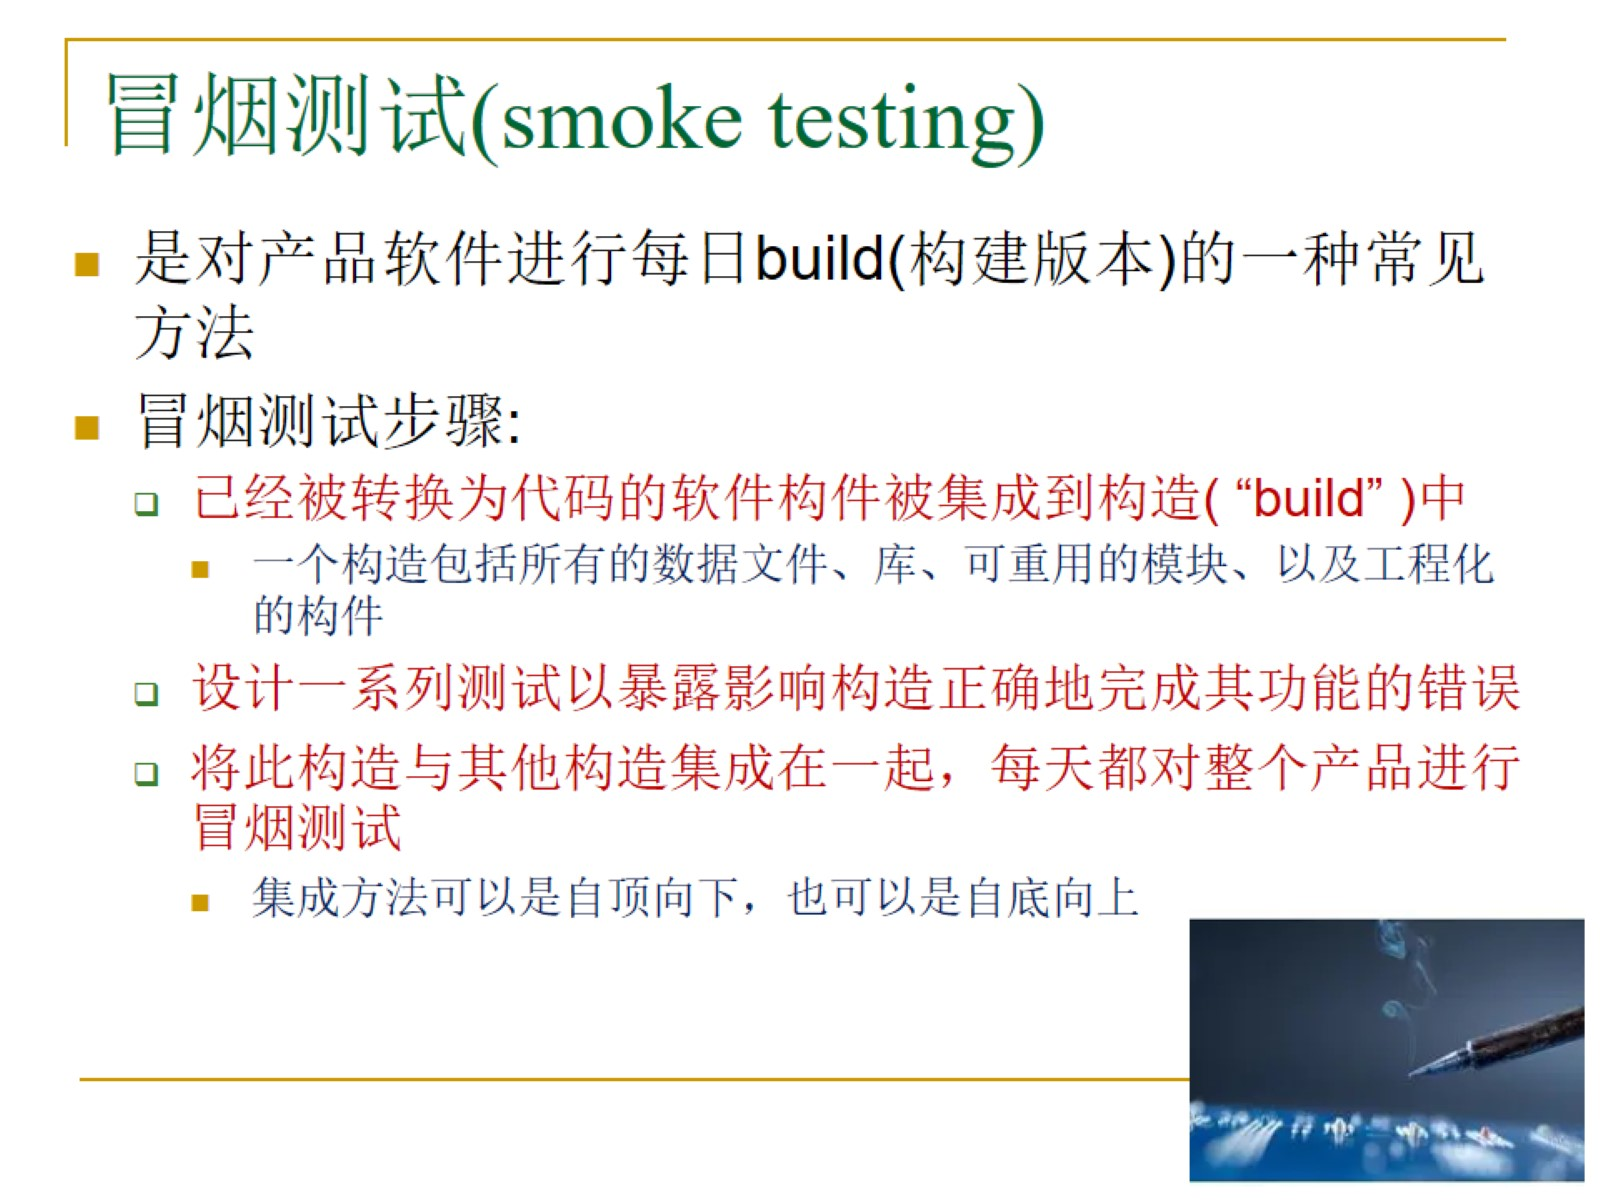 冒烟测试(smoke testing)
是对产品软件进行每日build(构建版本)的一种常见
方法
冒烟测试步骤:
已经被转换为代码的软件构件被集成到构造( “build” )中
一个构造包括所有的数据文件、库、可重用的模块、以及工程化
的构件
设计一系列测试以暴露影响构造正确地完成其功能的错误
将此构造与其他构造集成在一起，每天都对整个产品进行
冒烟测试
集成方法可以是自顶向下，也可以是自底向上